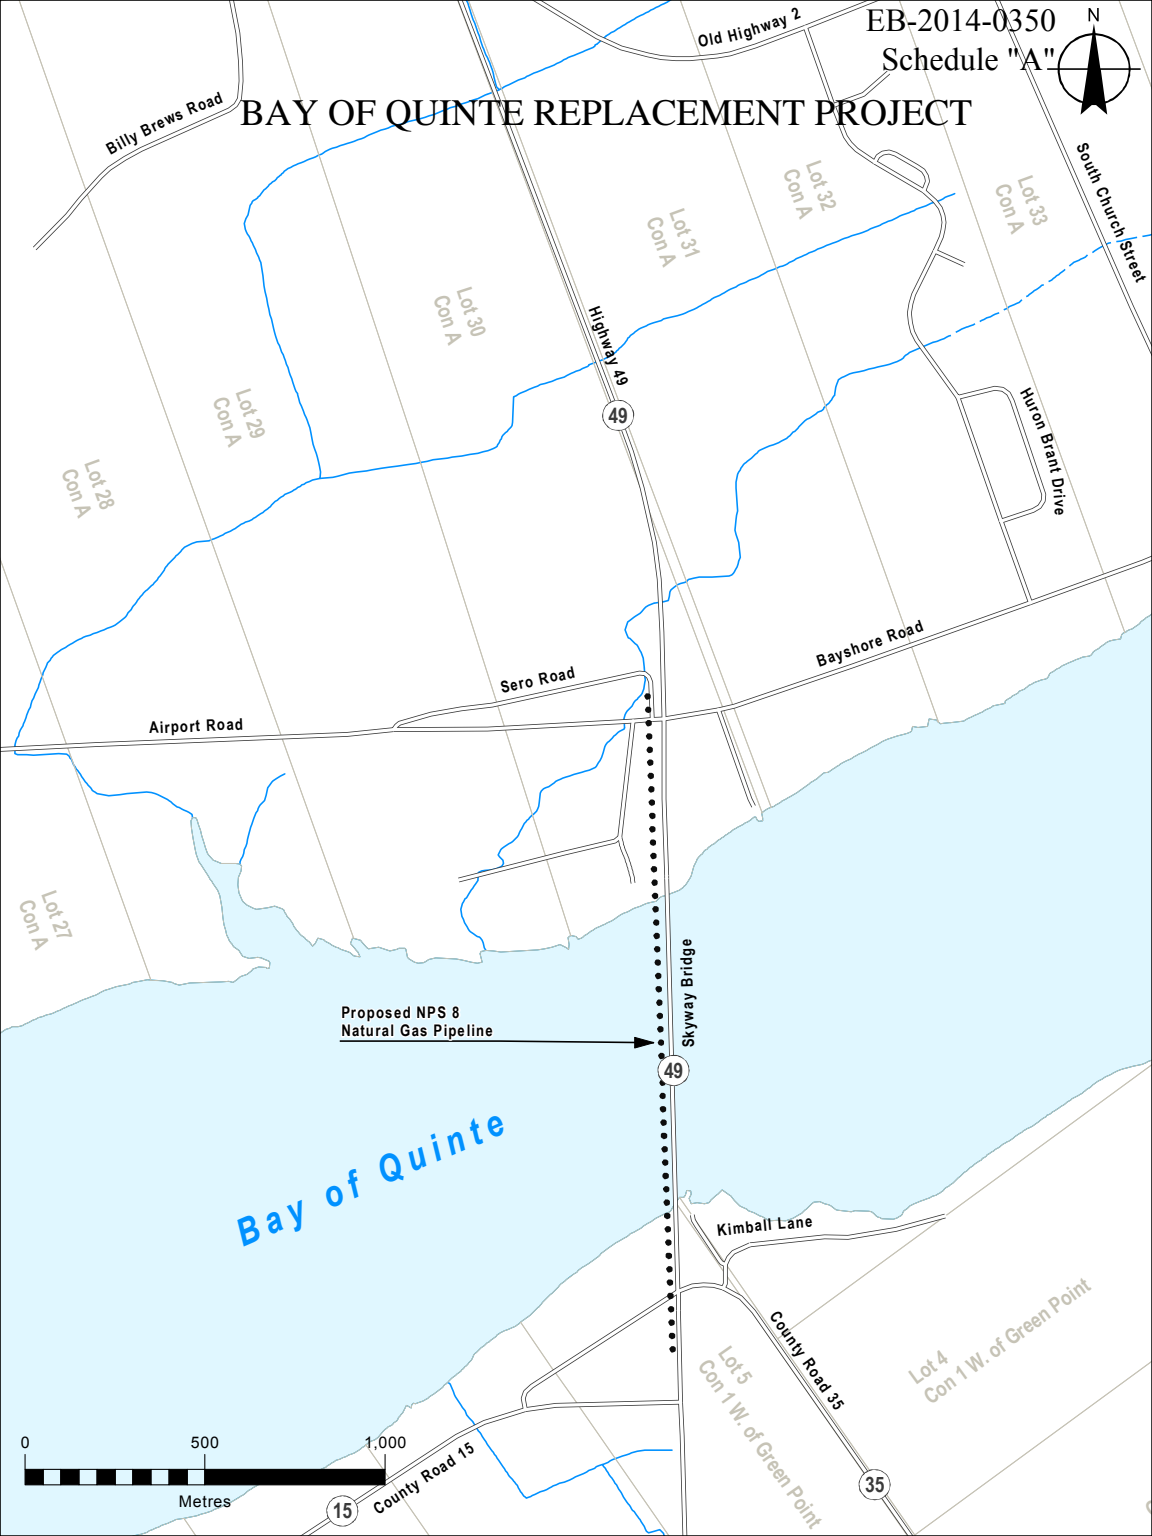 EB-2014-0350
Schedule "A"
N
BAY OF QUINTE REPLACEMENT PROJECT
Old Highway 2
Billy Brews Road
South Church Street
Lot 32
Con A
Lot 33
Con A
Lot 31
Con A
Lot 30
Con A
Highway 49
49
Lot 29
Con A
Huron Brant Drive
Lot 28
Con A
Bayshore Road
Sero Road
Airport Road
Lot 27
Con A
Skyway Bridge
Proposed NPS 8
Natural Gas Pipeline
49
Bay of Quinte
Kimball Lane
County Road 35
Lot 4
Con 1 W. of Green Point
Lot 5
Con 1 W. of Green Point
0 500 1,000
Metres
County Road 15
15
35